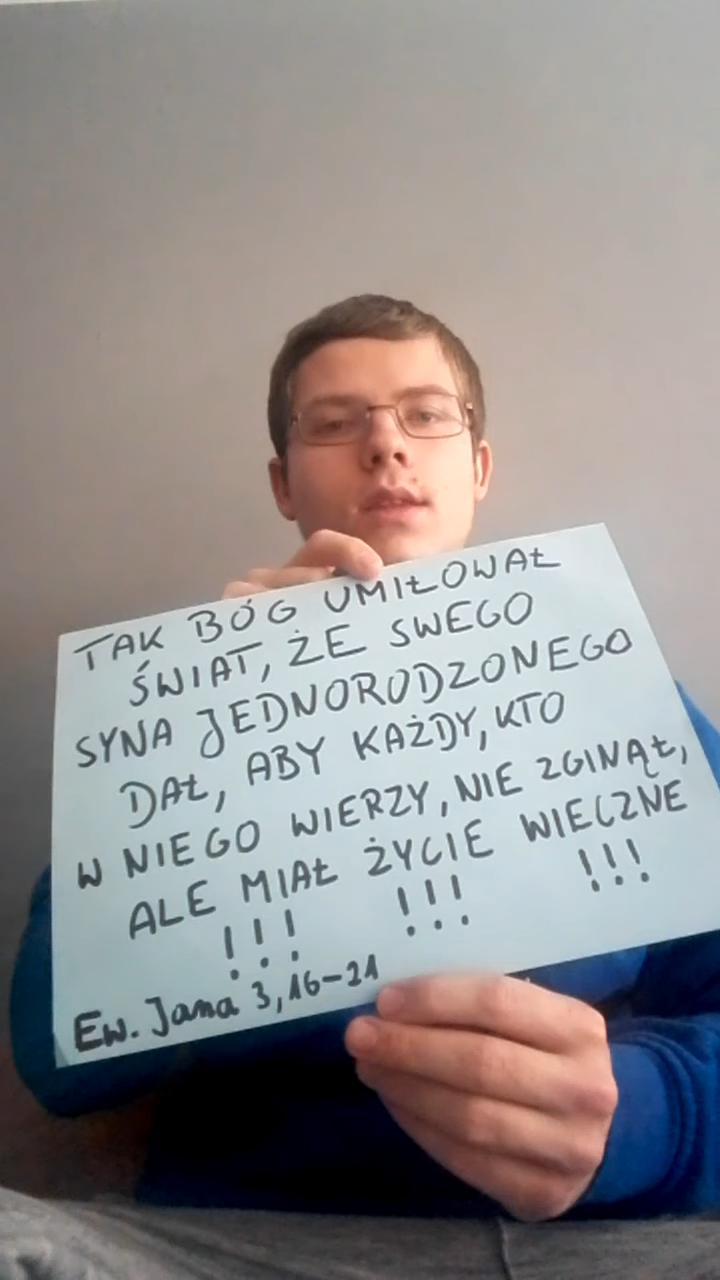 TAK BÓG UMIŁOWAŁ
ŚWIAT, ŻE SWEGO
SYNA JEDNORODZONEGO
DAŁ, ABY KAŻDY, KTO
W NIEGO WIERZY, NIE ZGINĄŁ,
ALE MIAŁ ŻYCIE WIECZNE
!!! !!! !!!
Ew. Jana 3,16-21